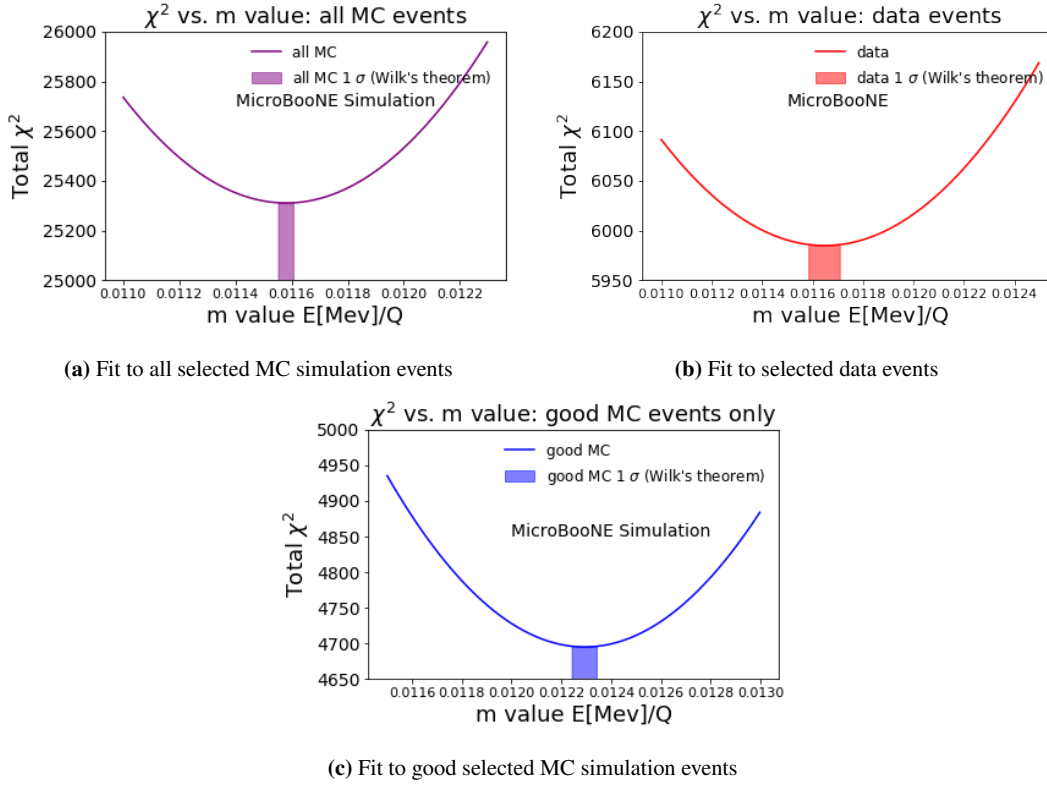 χ² vs. m value: all MC events
26000
25800
25600
25400
25200
25000
Total χ²
all MC
all MC 1 σ (Wilk's theorem)
MicroBooNE Simulation
0.0110 0.0112 0.0114 0.0116 0.0118 0.0120 0.0122
m value E[Mev]/Q
(a) Fit to all selected MC simulation events
χ² vs. m value: data events
6200
6150
6100
6050
6000
5950
Total χ²
data
data 1 σ (Wilk's theorem)
MicroBooNE
0.0110 0.0112 0.0114 0.0116 0.0118 0.0120 0.0122 0.0124
m value E[Mev]/Q
(b) Fit to selected data events
χ² vs. m value: good MC events only
5000
4950
4900
4850
4800
4750
4700
4650
Total χ²
good MC
good MC 1 σ (Wilk's theorem)
MicroBooNE Simulation
0.0116 0.0118 0.0120 0.0122 0.0124 0.0126 0.0128 0.0130
m value E[Mev]/Q
(c) Fit to good selected MC simulation events